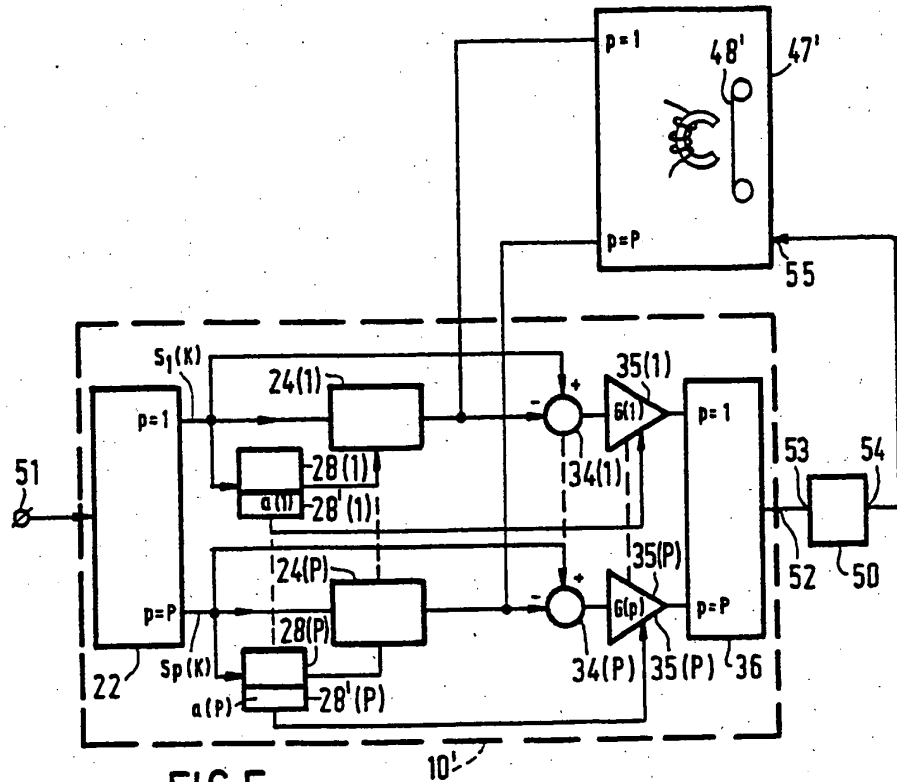 p=1
48'
47'
p=P
55
S₁(K)
24(1)
35(1)
p=1
+
-
G(1)
p=1
28(1)
34(1)
51
a(1)
28'(1)
53
54
24(P)
35(P)
52
50
+
p=P
-
G(p)
p=P
28(P)
Sp(K)
22
34(P)
35(P)
36
a(P)
28'(P)
10'